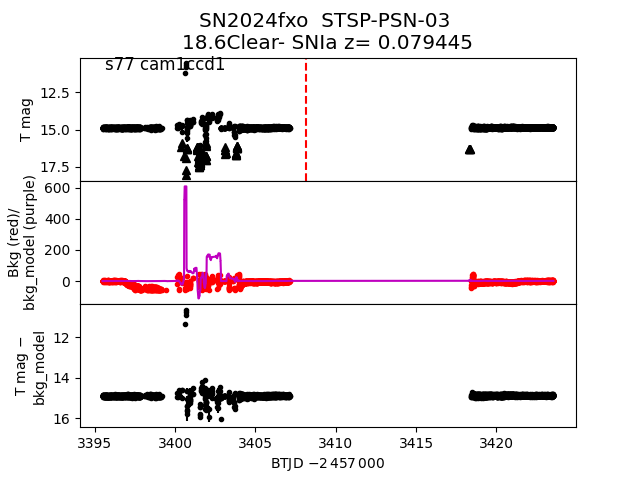 SN2024fxo  STSP-PSN-03
18.6Clear- SNIa z= 0.079445
s77 cam1ccd1
T mag
12.5
15.0
17.5
Bkg (red)/
bkg_model (purple)
600
400
200
0
T mag −
bkg_model
12
14
16
3395 3400 3405 3410 3415 3420
BTJD −2 457 000